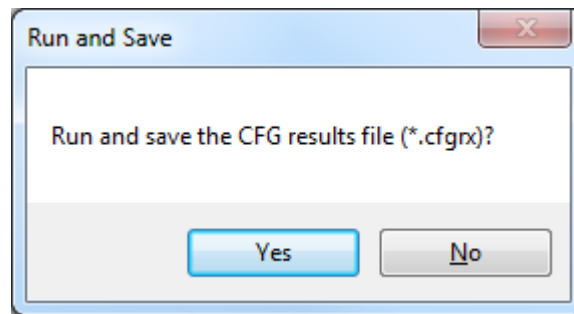 Run and Save
Run and save the CFG results file (*.cfgrx)?
Yes
No